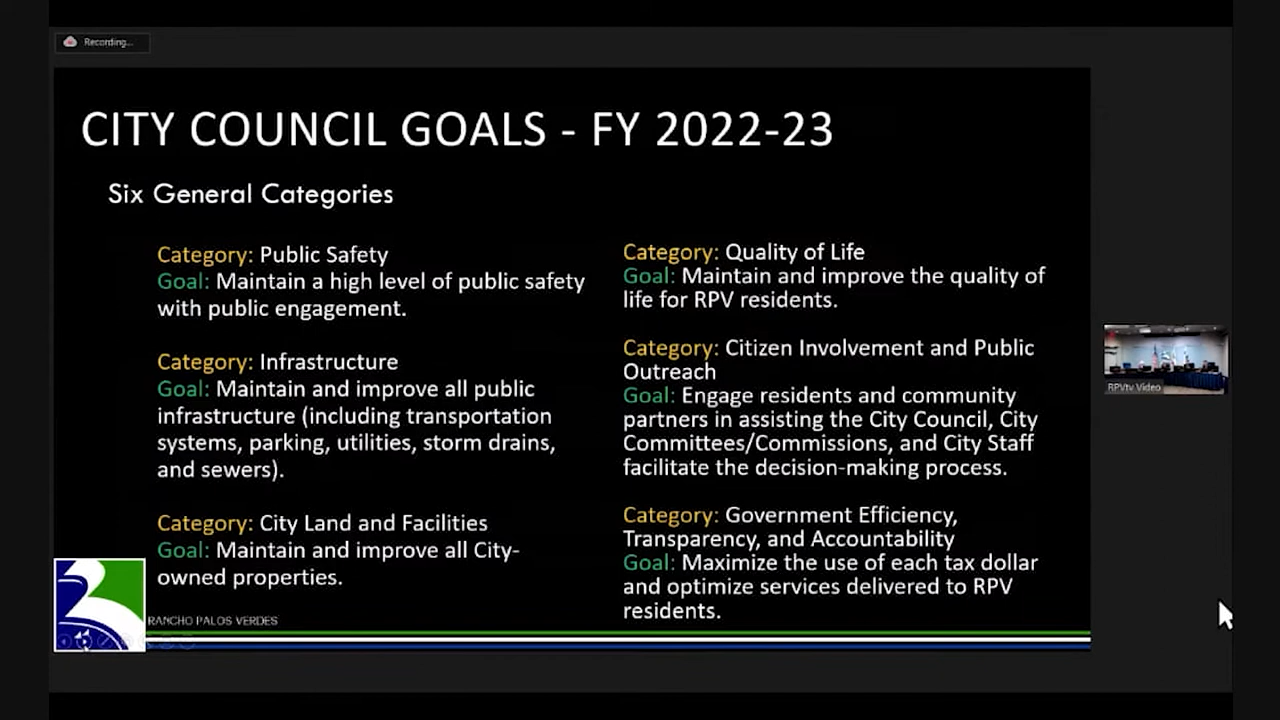 Recording...
CITY COUNCIL GOALS - FY 2022-23
Six General Categories
Category: Public Safety
Goal: Maintain a high level of public safety
with public engagement.
Category: Infrastructure
Goal: Maintain and improve all public
infrastructure (including transportation
systems, parking, utilities, storm drains,
and sewers).
Category: City Land and Facilities
Goal: Maintain and improve all City-
owned properties.
Category: Quality of Life
Goal: Maintain and improve the quality of
life for RPV residents.
Category: Citizen Involvement and Public
Outreach
Goal: Engage residents and community
partners in assisting the City Council, City
Committees/Commissions, and City Staff
facilitate the decision-making process.
Category: Government Efficiency,
Transparency, and Accountability
Goal: Maximize the use of each tax dollar
and optimize services delivered to RPV
residents.
RANCHO PALOS VERDES
RPVtv Video